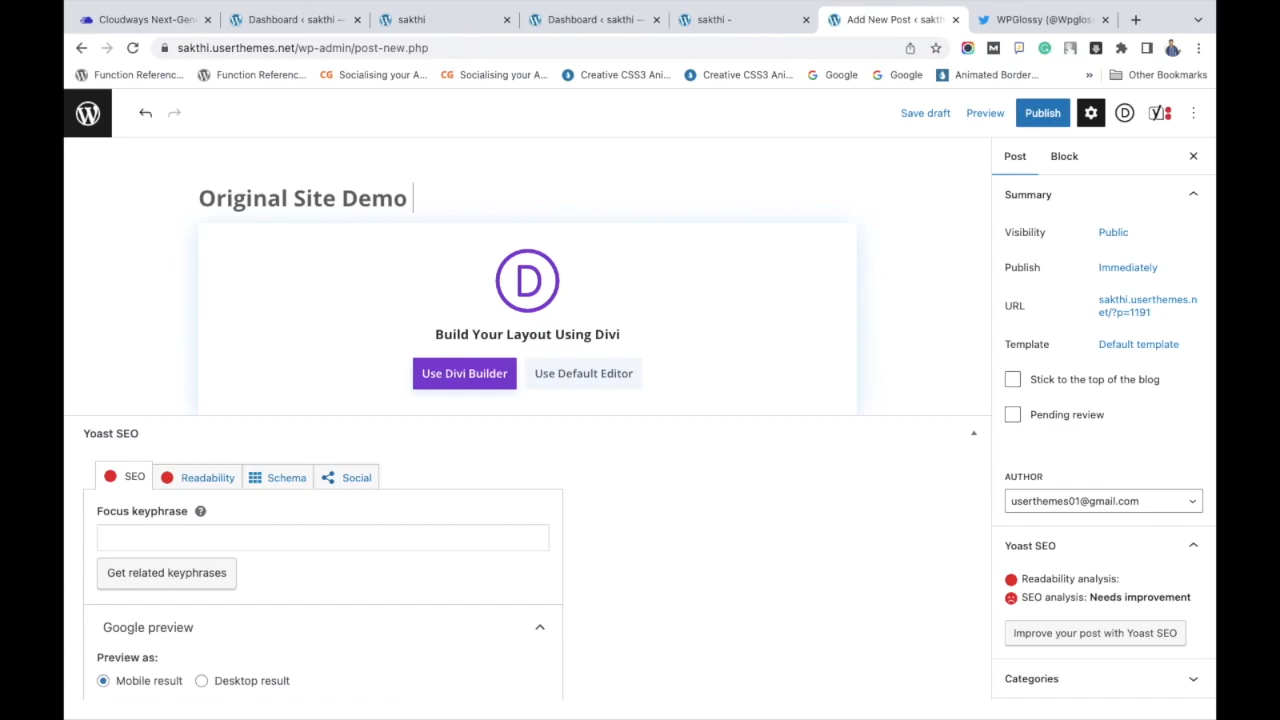 Cloudways Next-Gen
Dashboard ‹ sakthi —
sakthi
Dashboard ‹ sakthi —
sakthi -
Add New Post ‹ sakt
WPGlossy (@Wpglos
sakthi.userthemes.net/wp-admin/post-new.php
Function Referenc...
Function Referenc...
CG Socialising your A...
CG Socialising your A...
Creative CSS3 Ani...
Creative CSS3 Ani...
Google
Google
Animated Border...
»
Other Bookmarks
Save draft
Preview
Publish
Post
Block
Original Site Demo
D
Build Your Layout Using Divi
Use Divi Builder
Use Default Editor
Summary
Visibility
Public
Publish
Immediately
URL
sakthi.userthemes.n
et/?p=1191
Template
Default template
Stick to the top of the blog
Pending review
AUTHOR
userthemes01@gmail.com
Yoast SEO
Readability analysis:
SEO analysis: Needs improvement
Improve your post with Yoast SEO
Categories
Yoast SEO
SEO
Readability
Schema
Social
Focus keyphrase
Get related keyphrases
Google preview
Preview as:
Mobile result
Desktop result